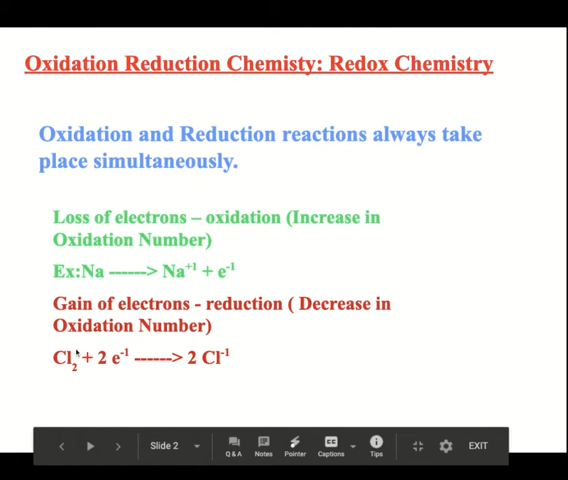 Oxidation Reduction Chemisty: Redox Chemistry
Oxidation and Reduction reactions always take
place simultaneously.
Loss of electrons – oxidation (Increase in
Oxidation Number)
Ex:Na ------> Na⁺¹ + e⁻¹
Gain of electrons - reduction ( Decrease in
Oxidation Number)
Cl₂ + 2 e⁻¹ ------> 2 Cl⁻¹
Slide 2
Q & A
Notes
Pointer
Captions
Tips
EXIT